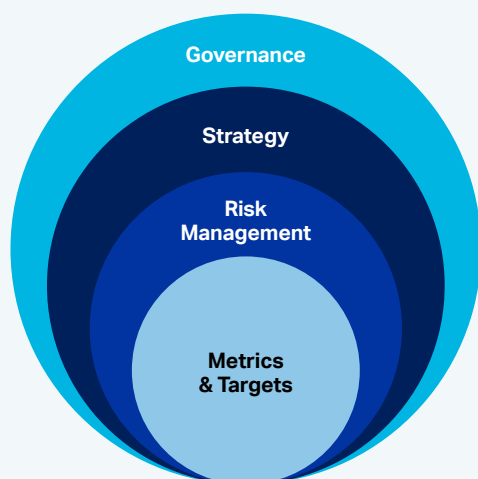 Governance
Strategy
Risk
Management
Metrics
& Targets